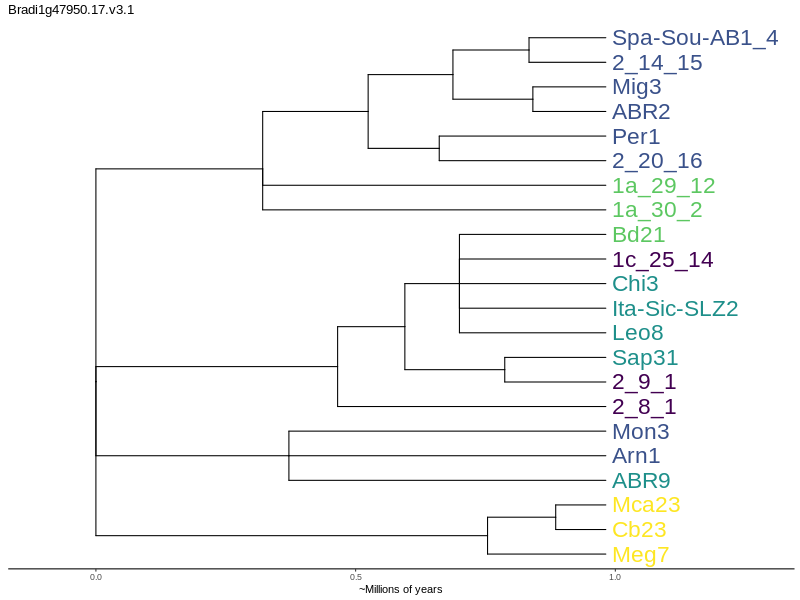 Bradi1g47950.17.v3.1
Spa-Sou-AB1_4
2_14_15
Mig3
ABR2
Per1
2_20_16
1a_29_12
1a_30_2
Bd21
1c_25_14
Chi3
Ita-Sic-SLZ2
Leo8
Sap31
2_9_1
2_8_1
Mon3
Arn1
ABR9
Mca23
Cb23
Meg7
0.0 0.5 1.0
~Millions of years